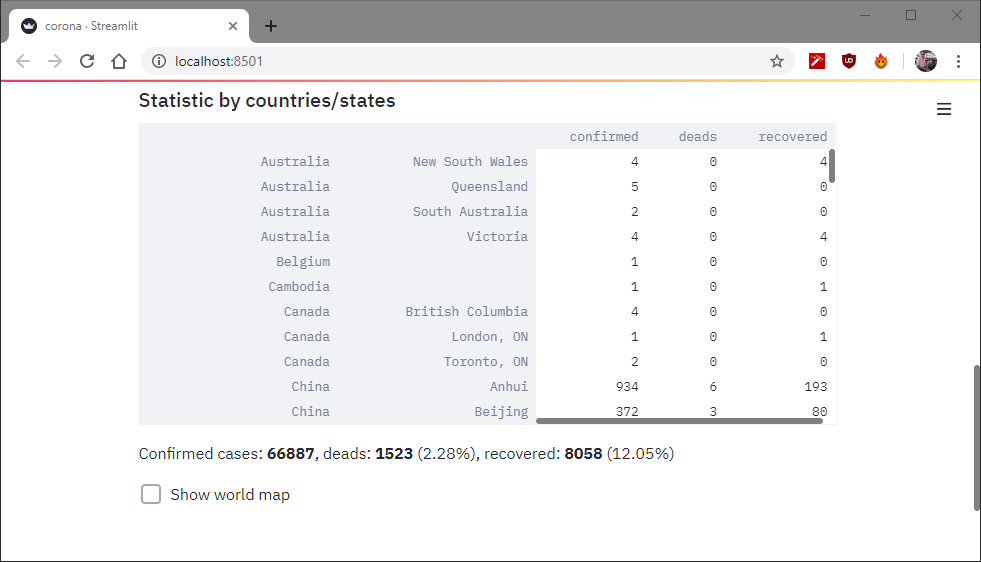 corona · Streamlit
localhost:8501
Statistic by countries/states
confirmed deads recovered
Australia New South Wales 4 0 4
Australia Queensland 5 0 0
Australia South Australia 2 0 0
Australia Victoria 4 0 4
Belgium 1 0 0
Cambodia 1 0 1
Canada British Columbia 4 0 0
Canada London, ON 1 0 1
Canada Toronto, ON 2 0 0
China Anhui 934 6 193
China Beijing 372 3 80
Confirmed cases: 66887, deads: 1523 (2.28%), recovered: 8058 (12.05%)
Show world map